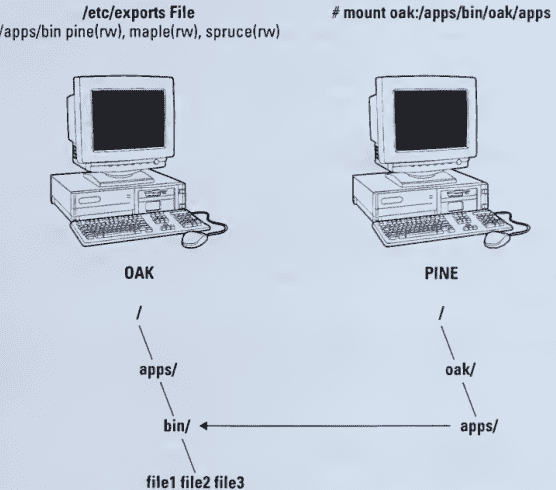 /etc/exports File
/apps/bin pine(rw), maple(rw), spruce(rw)
# mount oak:/apps/bin/oak/apps
OAK
PINE
/
apps/
bin/
file1 file2 file3
/
oak/
apps/